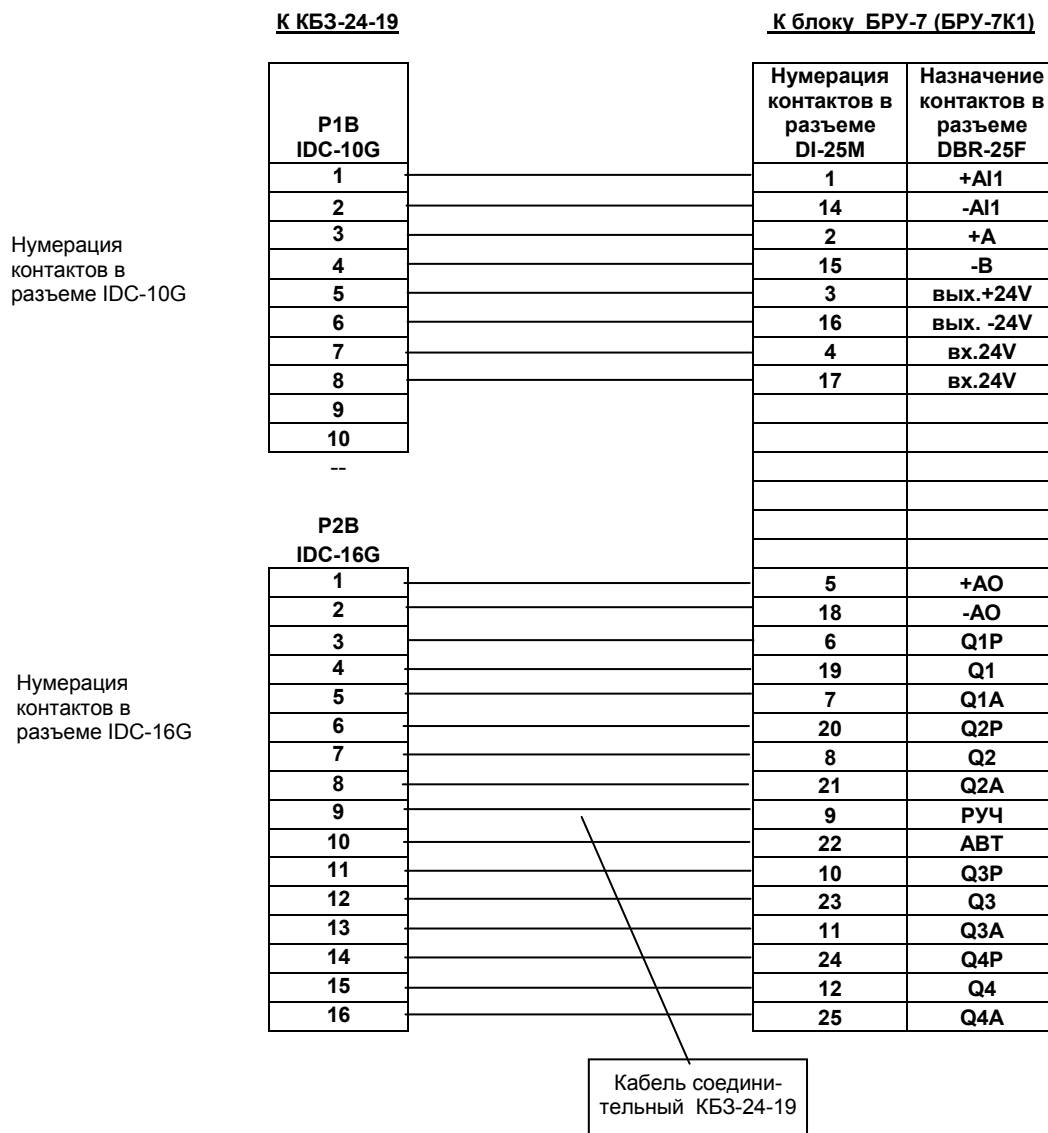 К КБЗ-24-19
К блоку БРУ-7 (БРУ-7К1)
P1B
IDC-10G
Нумерация
контактов в
разъеме
DI-25M
Назначение
контактов в
разъеме
DBR-25F
Нумерация
контактов в
разъеме IDC-10G
1 1 +AI1
2 14 -AI1
3 2 +A
4 15 -B
5 3 вых.+24V
6 16 вых. -24V
7 4 вх.24V
8 17 вх.24V
9
10
--
P2B
IDC-16G
Нумерация
контактов в
разъеме IDC-16G
1 5 +AO
2 18 -AO
3 6 Q1P
4 19 Q1
5 7 Q1A
6 20 Q2P
7 8 Q2
8 21 Q2A
9 9 РУЧ
10 22 АВТ
11 10 Q3P
12 23 Q3
13 11 Q3A
14 24 Q4P
15 12 Q4
16 25 Q4A
Кабель соедини-
тельный КБЗ-24-19